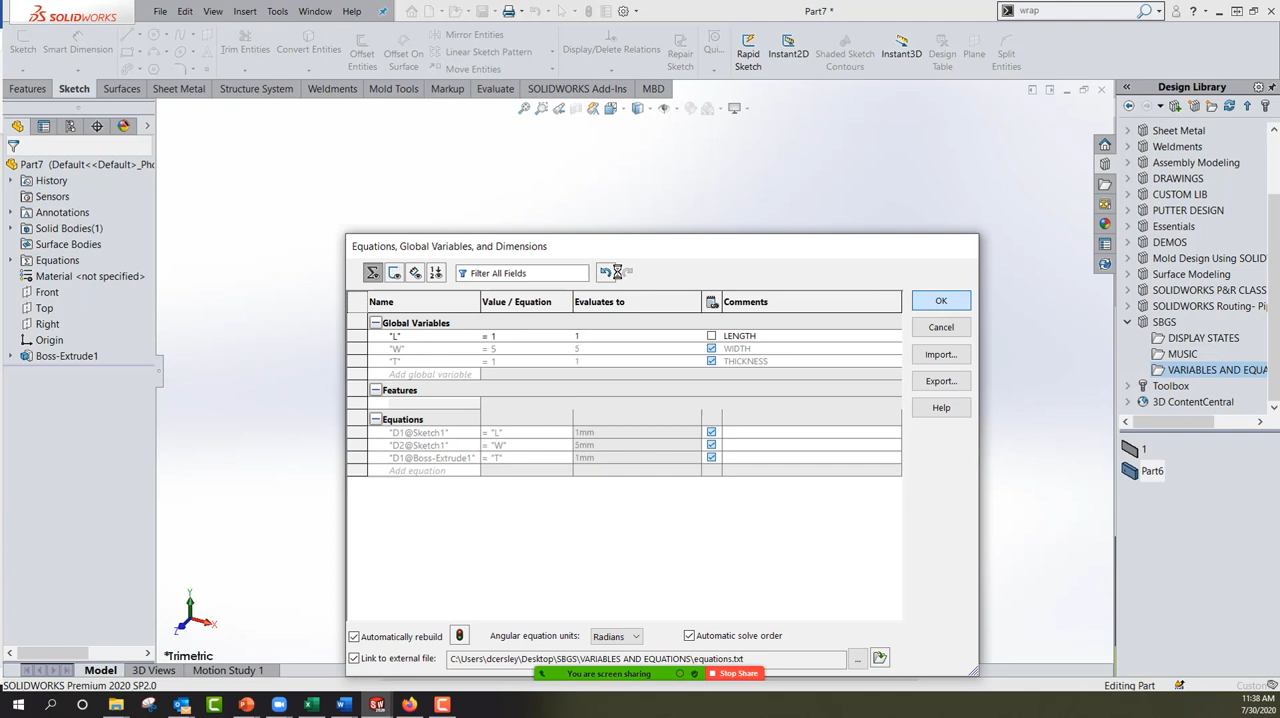 SOLIDWORKS File Edit View Insert Tools Window Help Part7 * wrap
Sketch Smart Dimension Trim Entities Convert Entities Offset Entities Offset On Surface Mirror Entities Linear Sketch Pattern Move Entities Display/Delete Relations Repair Sketch Qui... Rapid Sketch Instant2D Shaded Sketch Contours Instant3D Design Table Plane Split Entities
Features Sketch Surfaces Sheet Metal Structure System Weldments Mold Tools Markup Evaluate SOLIDWORKS Add-Ins MBD
Design Library
Part7 (Default<<Default>_Pho
History
Sensors
Annotations
Solid Bodies(1)
Surface Bodies
Equations
Material <not specified>
Front
Top
Right
Origin
Boss-Extrude1
Equations, Global Variables, and Dimensions
Filter All Fields
Name Value / Equation Evaluates to Comments
Global Variables
"L" = 1 1 LENGTH
"W" = 5 5 WIDTH
"T" = 1 1 THICKNESS
Add global variable
Features
Equations
"D1@Sketch1" = "L" 1mm
"D2@Sketch1" = "W" 5mm
"D1@Boss-Extrude1" = "T" 1mm
Add equation
OK
Cancel
Import...
Export...
Help
Automatically rebuild Angular equation units: Radians Automatic solve order
Link to external file: C:\Users\dcersley\Desktop\SBGS\VARIABLES AND EQUATIONS\equations.txt ...
You are screen sharing Stop Share
Sheet Metal
Weldments
Assembly Modeling
DRAWINGS
CUSTOM LIB
PUTTER DESIGN
Essentials
DEMOS
Mold Design Using SOLID
Surface Modeling
SOLIDWORKS P&R CLASS
SOLIDWORKS Routing- Pip
SBGS
DISPLAY STATES
MUSIC
VARIABLES AND EQUA
Toolbox
3D ContentCentral
1
Part6
Y
X
Z
*Trimetric
Model 3D Views Motion Study 1
SOLIDWORKS Premium 2020 SP2.0 Editing Part Custom
11:38 AM
7/30/2020